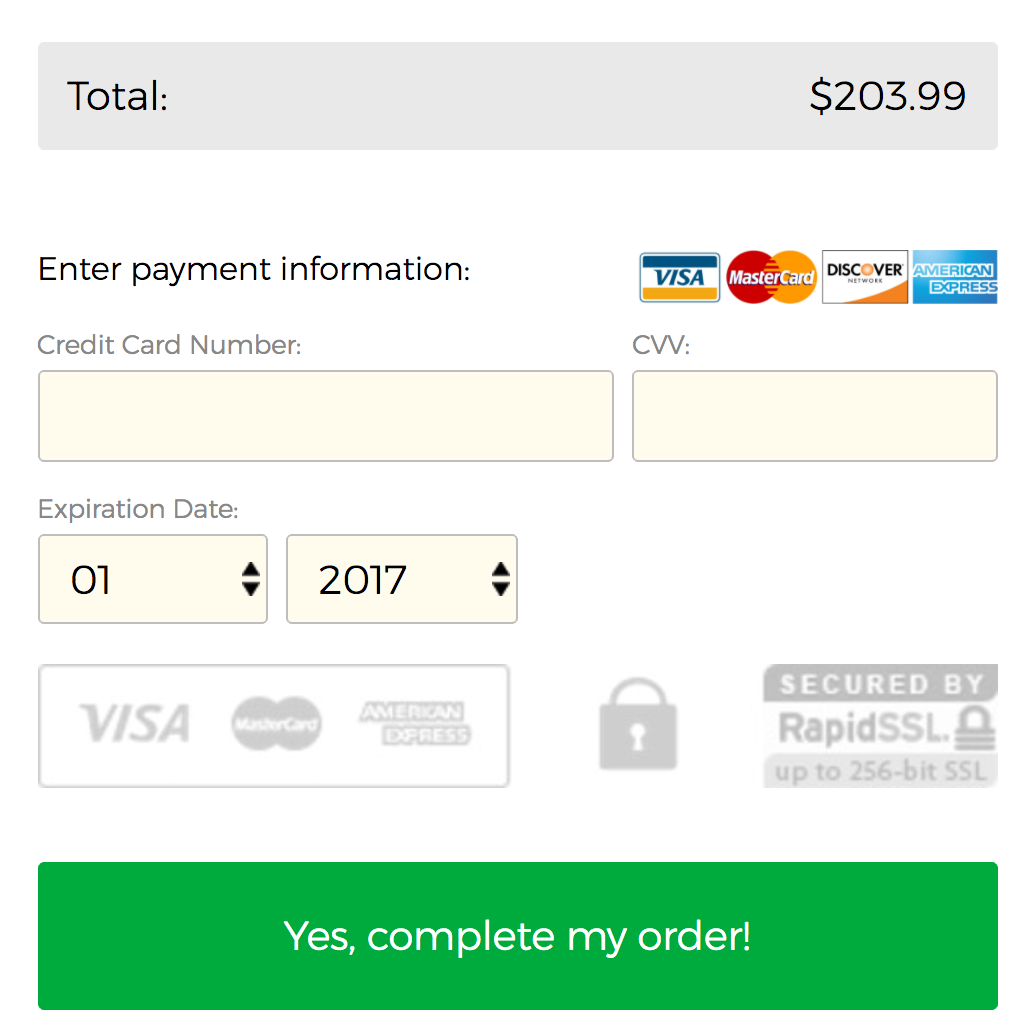 Total: $203.99
Enter payment information: VISA MasterCard DISCOVER NETWORK AMERICAN EXPRESS
Credit Card Number: CVV:
Expiration Date:
01 2017
VISA MasterCard AMERICAN EXPRESS
SECURED BY
RapidSSL.
up to 256-bit SSL
Yes, complete my order!